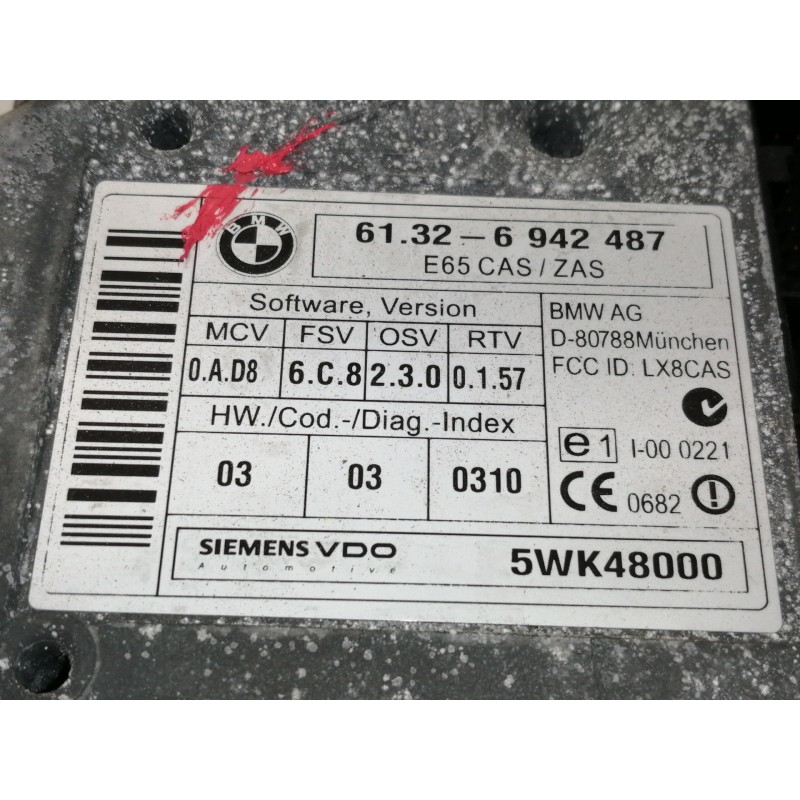 BMW
61.32-6 942 487
E65 CAS / ZAS
Software, Version
MCV FSV OSV RTV
0.A.D8 6.C.8 2.3.0 0.1.57
HW./Cod.-/Diag.-Index
03 03 0310
BMW AG
D-80788München
FCC ID: LX8CAS
e1 I-00 0221
CE 0682
SIEMENS VDO
Automotive
5WK48000